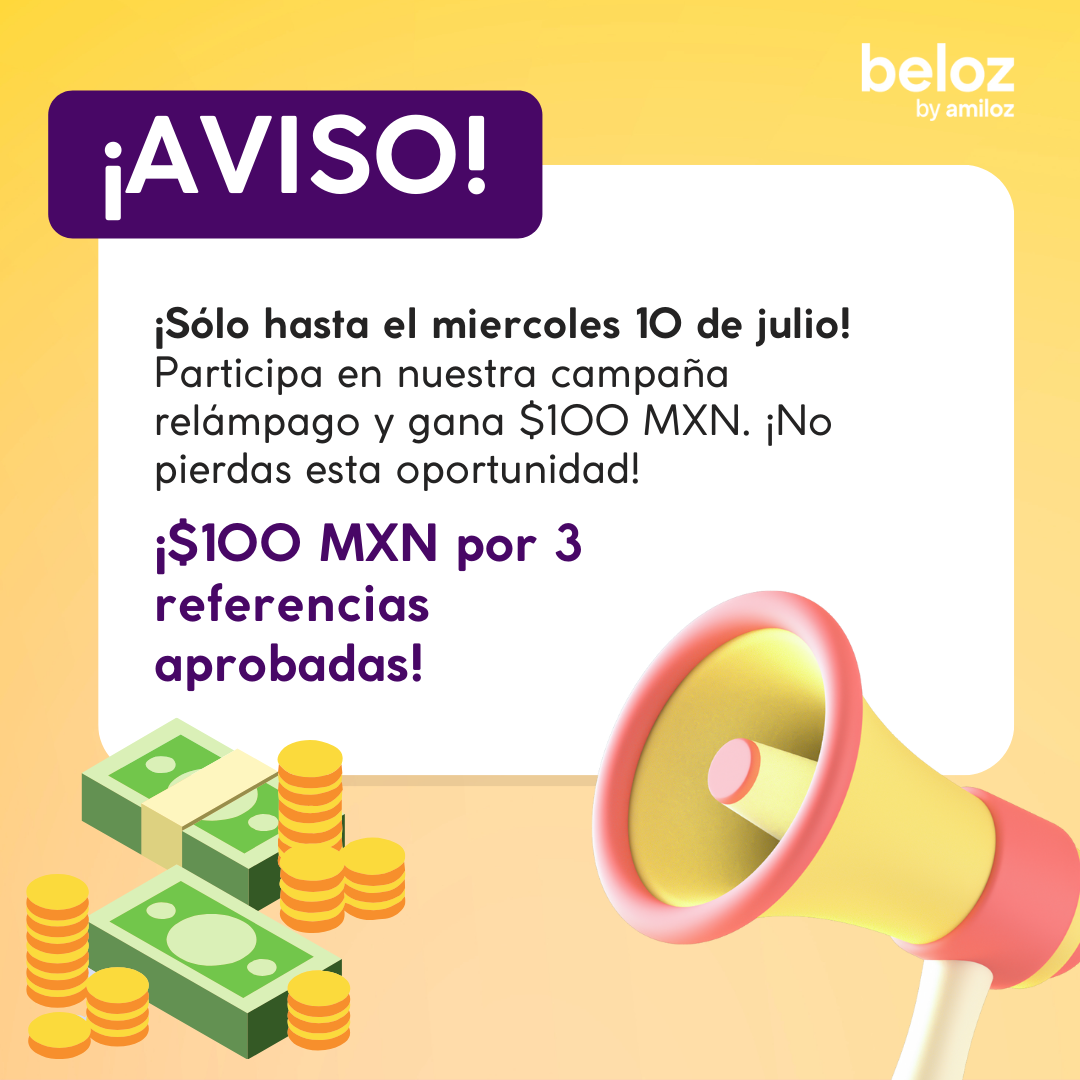 beloz
by amiloz
¡AVISO!
¡Sólo hasta el miercoles 10 de julio!
Participa en nuestra campaña
relámpago y gana $100 MXN. ¡No
pierdas esta oportunidad!
¡$100 MXN por 3
referencias
aprobadas!